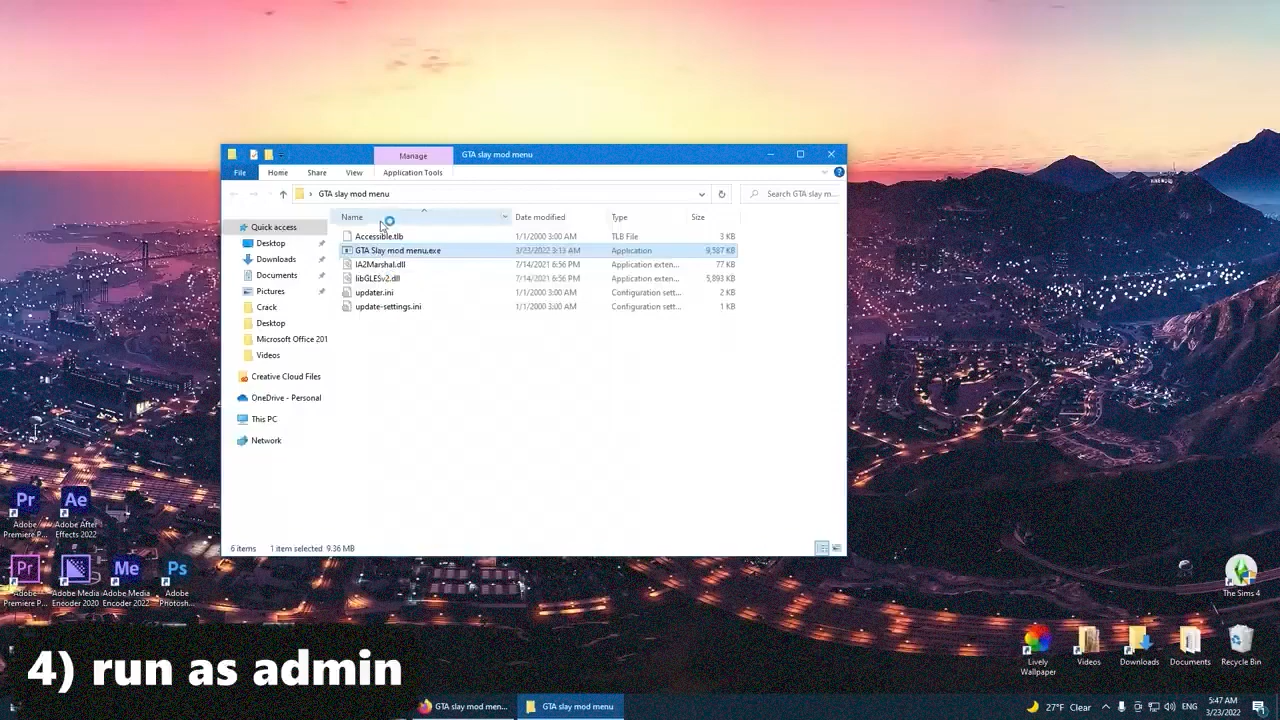 Manage
GTA slay mod menu
File
Home
Share
View
Application Tools
GTA slay mod menu
Search GTA slay m...
Name
Date modified
Type
Size
Quick access
Desktop
Downloads
Documents
Pictures
Crack
Desktop
Microsoft Office 201
Videos
Creative Cloud Files
OneDrive - Personal
This PC
Network
Accessible.tlb 1/1/2000 3:00 AM TLB File 3 KB
GTA Slay mod menu.exe 3/23/2022 3:13 AM Application 9,587 KB
IA2Marshal.dll 7/14/2021 6:56 PM Application exten... 77 KB
libGLESv2.dll 7/14/2021 6:56 PM Application exten... 5,893 KB
updater.ini 1/1/2000 3:00 AM Configuration sett... 2 KB
update-settings.ini 1/1/2000 3:00 AM Configuration sett... 1 KB
6 items 1 item selected 9.36 MB
Pr
Adobe
Premiere P...
Ae
Adobe After
Effects 2022
Pr
Adobe
Premiere P...
Adobe Media
Encoder 2020
Me
Adobe Media
Encoder 2022
Ps
Adobe
Photosh...
The Sims 4
Lively
Wallpaper
Videos
Downloads
Documents
Recycle Bin
4) run as admin
GTA slay mod men...
GTA slay mod menu
27°F Clear
ENG
5:47 AM
3/23/2022